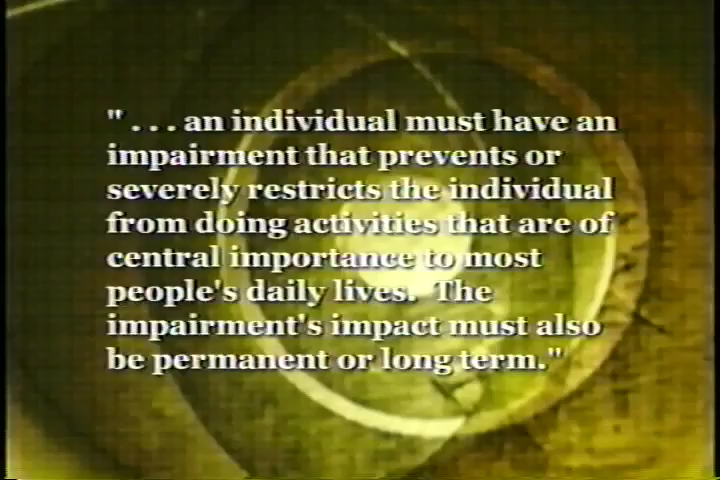 " . . . an individual must have an
impairment that prevents or
severely restricts the individual
from doing activities that are of
central importance to most
people's daily lives.  The
impairment's impact must also
be permanent or long term."